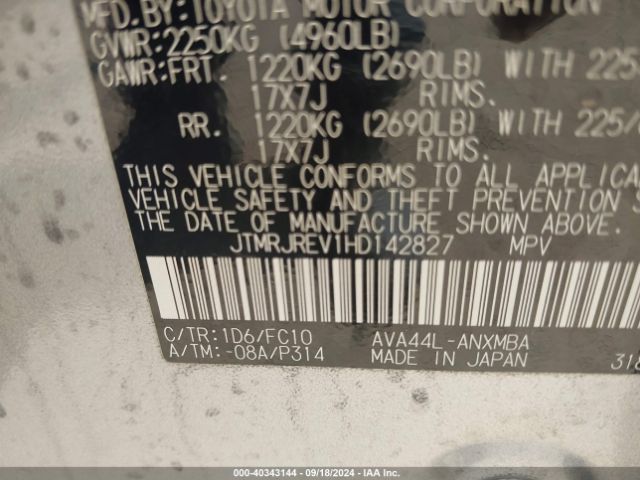 MFD. BY: TOYOTA MOTOR CORPORATION
GVWR: 2250KG (4960LB)
GAWR: FRT. 1220KG (2690LB) WITH 225
17X7J RIMS.
RR. 1220KG (2690LB) WITH 225/
17X7J RIMS.
THIS VEHICLE CONFORMS TO ALL APPLICA
VEHICLE SAFETY AND THEFT PREVENTION
THE DATE OF MANUFACTURE SHOWN ABOVE.
JTMRJREV1HD142827 MPV
C/TR: 1D6/FC10 AVA44L-ANXMBA
A/TM: -08A/P314 MADE IN JAPAN
318
000-40343144 - 09/18/2024 - IAA Inc.